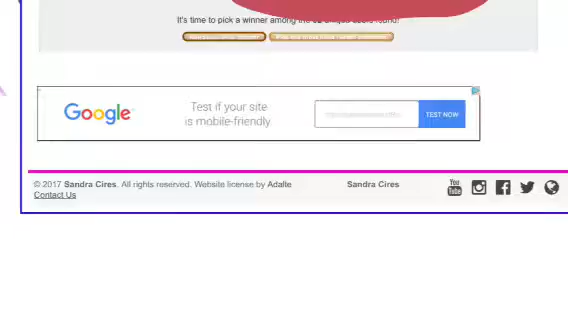 It's time to pick a winner among
Google
Test if your site
is mobile-friendly
TEST NOW
© 2017 Sandra Cires. All rights reserved. Website license by Adalte
Sandra Cires
Contact Us
You
Tube